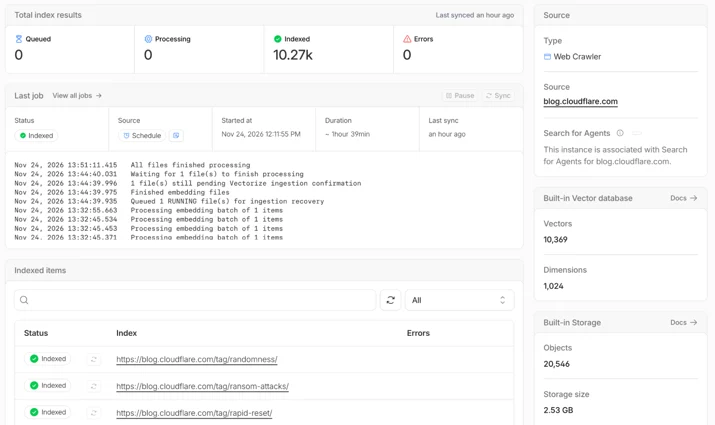 Total index results
Last synced an hour ago
Queued
0
Processing
0
Indexed
10.27k
Errors
0
Last job
View all jobs →
Pause
Sync
Status
Indexed
Source
Schedule
Started at
Nov 24, 2026 12:11:55 PM
Duration
~ 1hour 39min
Last sync
an hour ago
Nov 24, 2026 13:51:11.415 All files finished processing
Nov 24, 2026 14:44:40.031 Waiting for 1 file(s) to finish processing
Nov 24, 2026 14:44:39.996 1 file(s) still pending Vectorize ingestion confirmation
Nov 24, 2026 14:44:39.975 Finished embedding files
Nov 24, 2026 14:44:39.935 Queued 1 RUNNING file(s) for ingestion recovery
Nov 24, 2026 13:32:55.663 Processing embedding batch of 1 items
Nov 24, 2026 13:32:45.534 Processing embedding batch of 1 items
Nov 24, 2026 13:32:45.453 Processing embedding batch of 1 items
Nov 24, 2026 13:32:45.371 Processing embedding batch of 1 items
Indexed items
All
Status
Index
Errors
Indexed
https://blog.cloudflare.com/tag/randomness/
Indexed
https://blog.cloudflare.com/tag/ransom-attacks/
Indexed
https://blog.cloudflare.com/tag/rapid-reset/
Source
Type
Web Crawler
Source
blog.cloudflare.com
Search for Agents
This instance is associated with Search
for Agents for blog.cloudflare.com.
Built-in Vector database
Docs →
Vectors
10,369
Dimensions
1,024
Built-in Storage
Docs →
Objects
20,546
Storage size
2.53 GB